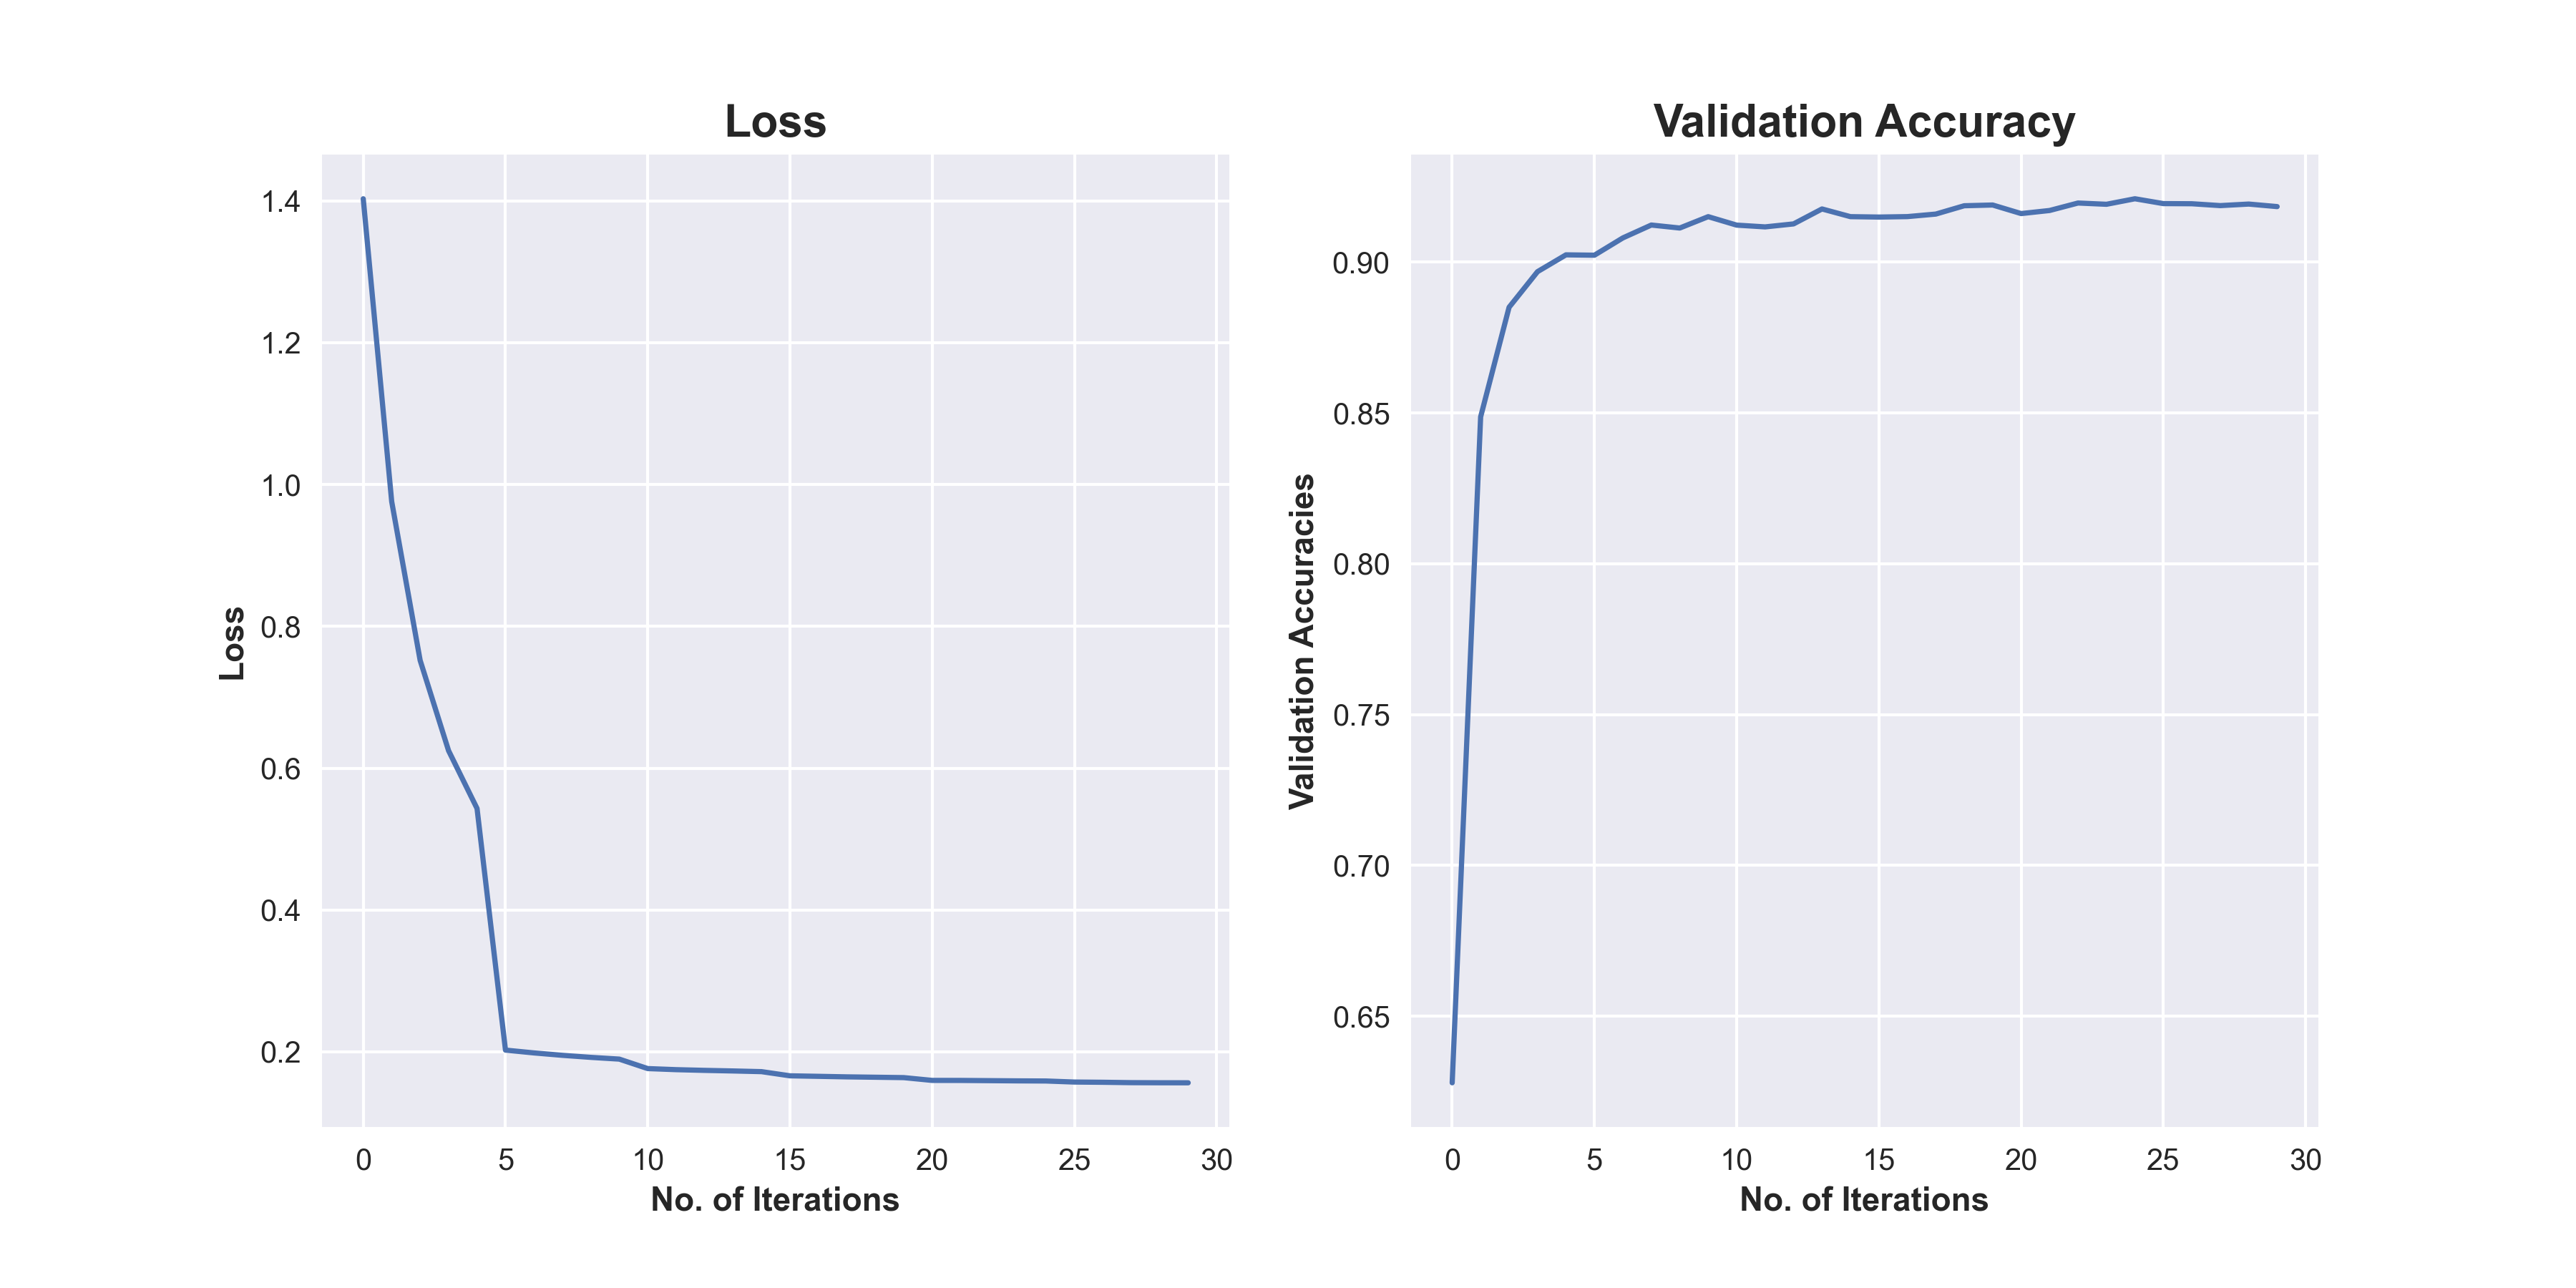 Loss
1.4
1.2
1.0
0.8
0.6
0.4
0.2
Loss
0 5 10 15 20 25 30
No. of Iterations
Validation Accuracy
0.90
0.85
0.80
0.75
0.70
0.65
Validation Accuracies
0 5 10 15 20 25 30
No. of Iterations